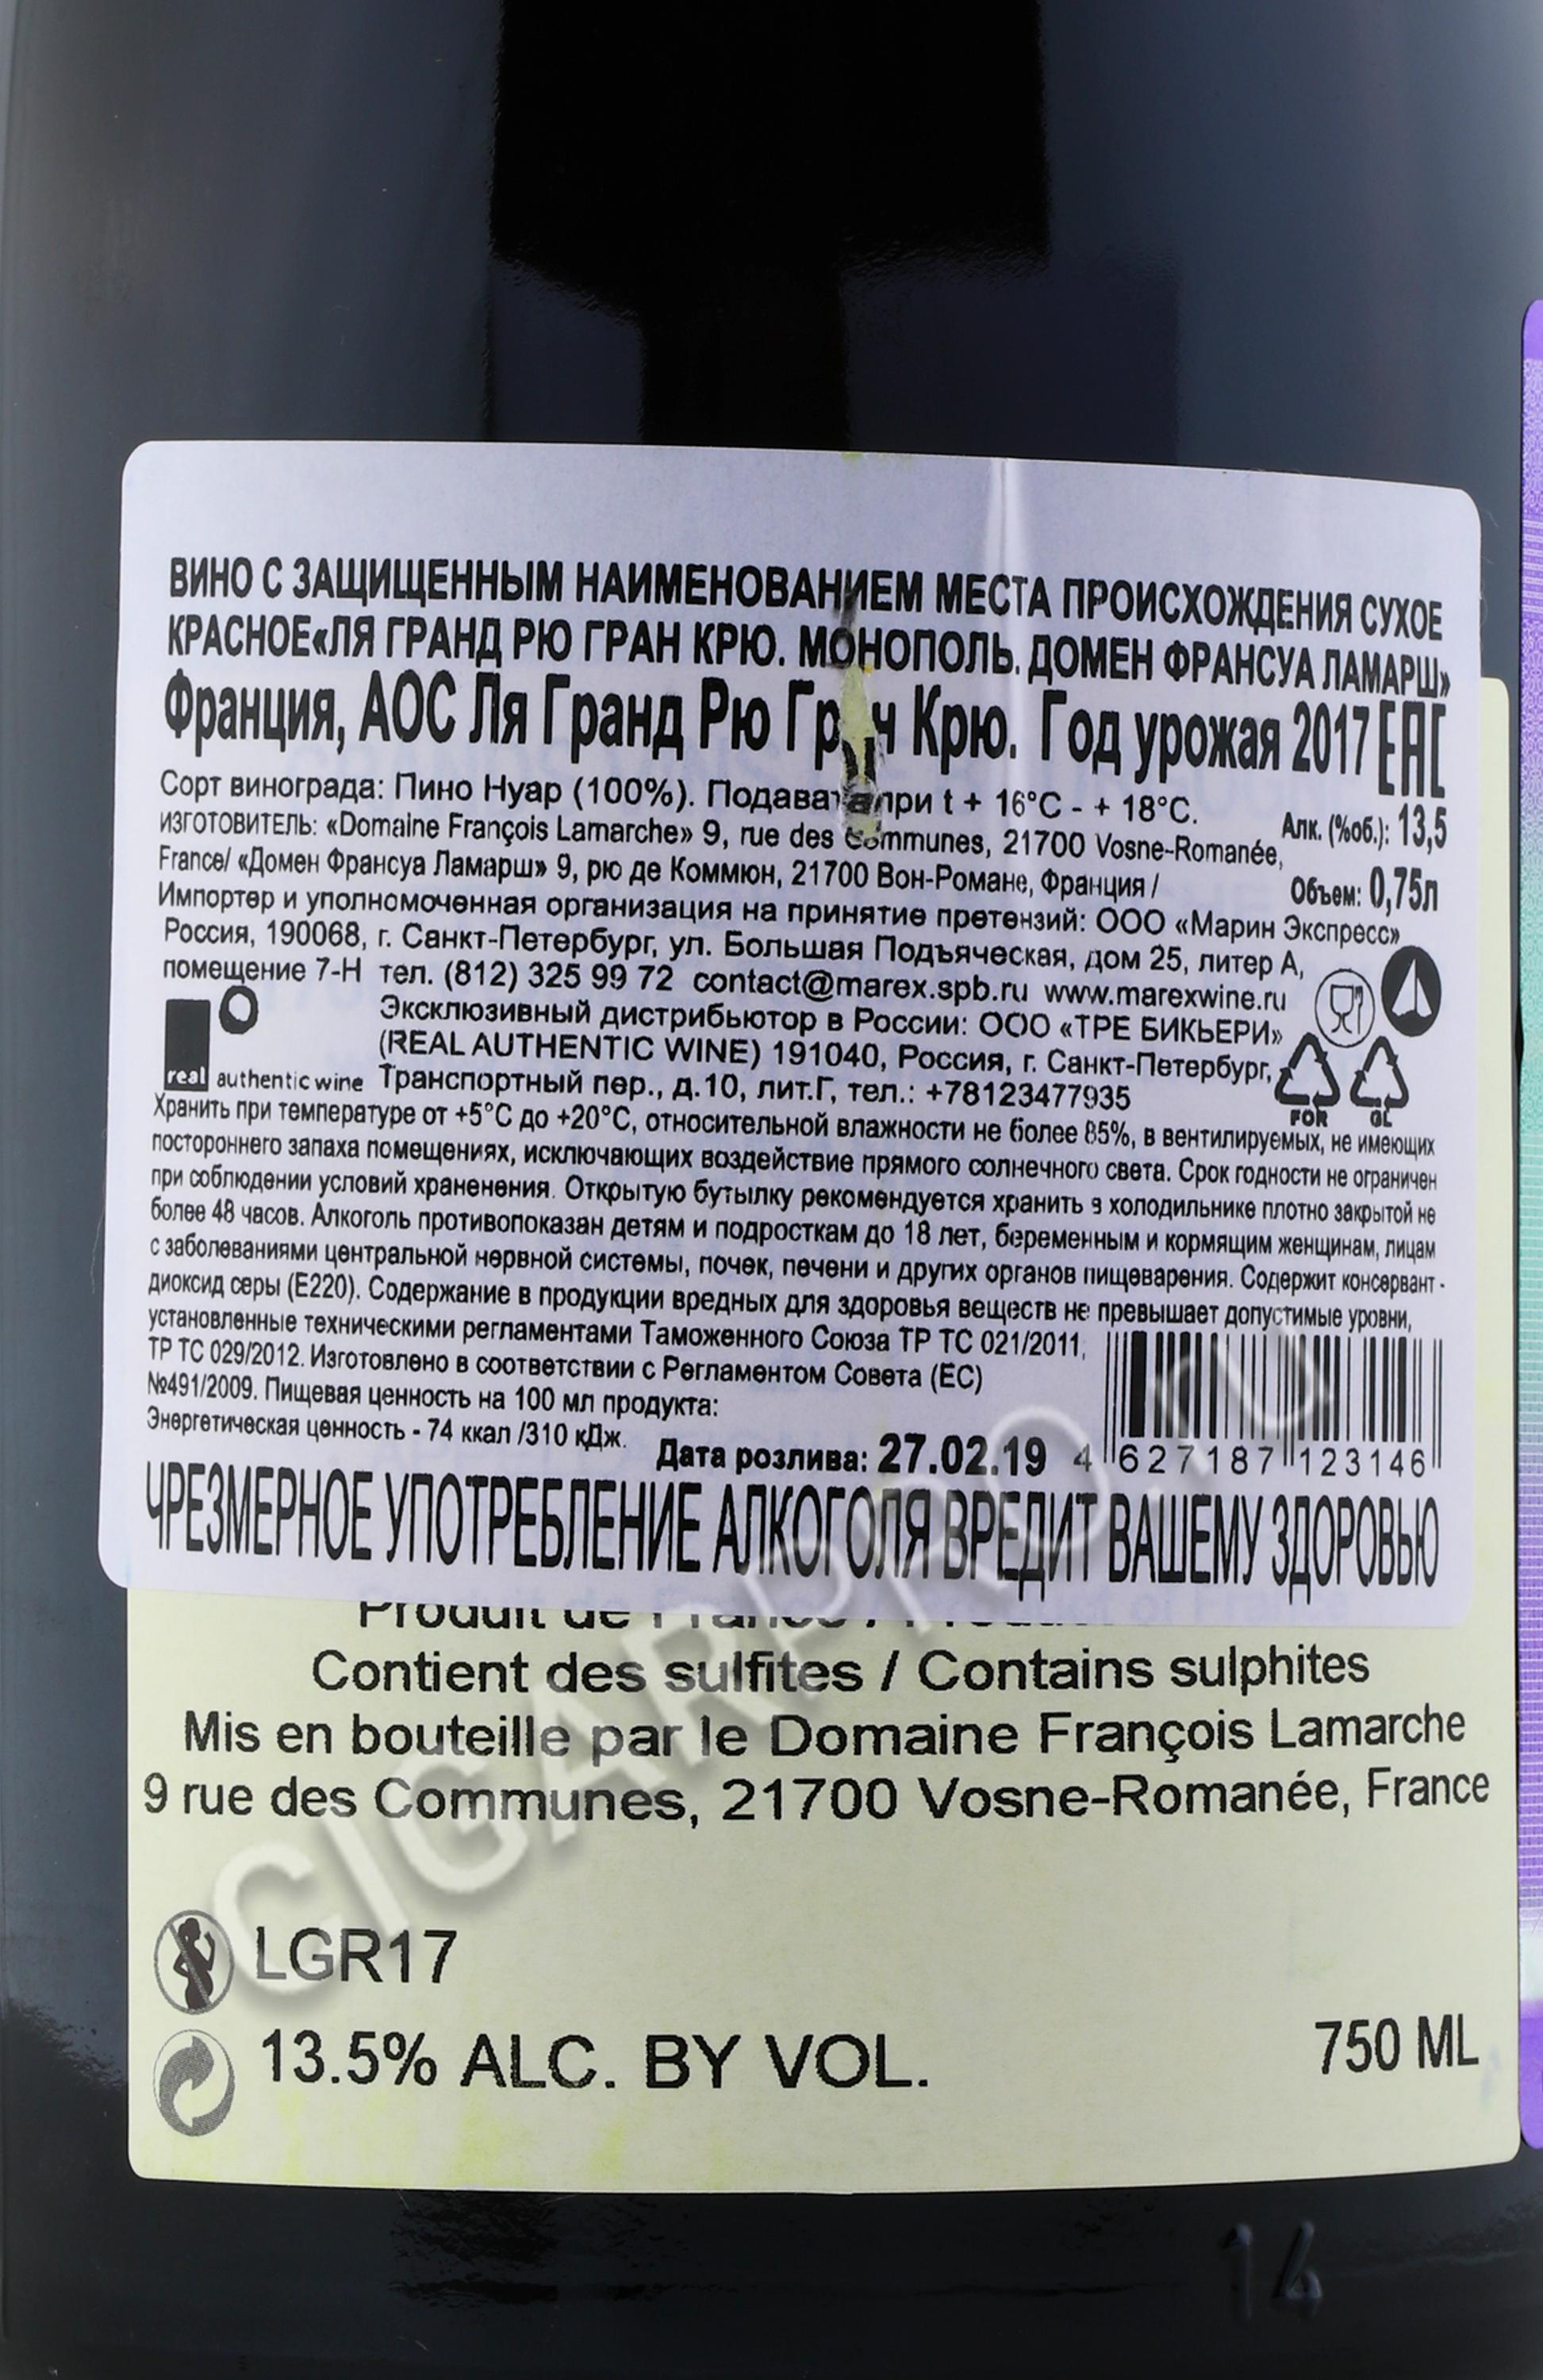 ВИНО С ЗАЩИЩЕННЫМ НАИМЕНОВАНИЕМ МЕСТА ПРОИСХОЖДЕНИЯ СУХОЕ
КРАСНОЕ«ЛЯ ГРАНД РЮ ГРАН КРЮ. МОНОПОЛЬ. ДОМЕН ФРАНСУА ЛАМАРШ»
Франция, АОС Ля Гранд Рю Гран Крю. Год урожая 2017 ЕАС
Сорт винограда: Пино Нуар (100%). при t + 16°C - + 18°C.
Алк. (%об.): 13,5
ИЗГОТОВИТЕЛЬ: «Domaine François Lamarche» 9, rue des Communes, 21700 Vosne-Romanée,
France/ «Домен Франсуа Ламарш» 9, рю де Коммюн, 21700 Вон-Романе, Франция /
Объем: 0,75л
Импортер и уполномоченная организация на принятие претензий: ООО «Марин Экспресс»
Россия, 190068, г. Санкт-Петербург, ул. Большая Подъяческая, дом 25, литер А,
помещение 7-Н тел. (812) 325 99 72 contact@marex.spb.ru www.marexwine.ru
Эксклюзивный дистрибьютор в России: ООО «ТРЕ БИКЬЕРИ»
(REAL AUTHENTIC WINE) 191040, Россия, г. Санкт-Петербург,
real authentic wine Транспортный пер., д.10, лит.Г, тел.: +78123477935
FOR GL
Хранить при температуре от +5°С до +20°С, относительной влажности не более 85%, в вентилируемых, не имеющих
постороннего запаха помещениях, исключающих воздействие прямого солнечного света. Срок годности не ограничен
при соблюдении условий храненения. Открытую бутылку рекомендуется хранить в холодильнике плотно закрытой не
более 48 часов. Алкоголь противопоказан детям и подросткам до 18 лет, беременным и кормящим женщинам, лицам
с заболеваниями центральной нервной системы, почек, печени и других органов пищеварения. Содержит консервант -
диоксид серы (Е220). Содержание в продукции вредных для здоровья веществ не превышает допустимые уровни,
установленные техническими регламентами Таможенного Союза ТР ТС 021/2011,
ТР ТС 029/2012. Изготовлено в соответствии с Регламентом Совета (ЕС)
№491/2009. Пищевая ценность на 100 мл продукта:
Энергетическая ценность - 74 ккал /310 кДж.
Дата розлива: 27.02.19
4 627187 123146
ЧРЕЗМЕРНОЕ УПОТРЕБЛЕНИЕ АЛКОГОЛЯ ВРЕДИТ ВАШЕМУ ЗДОРОВЬЮ
Produit de France /
Contient des sulfites / Contains sulphites
Mis en bouteille par le Domaine François Lamarche
9 rue des Communes, 21700 Vosne-Romanée, France
LGR17
13.5% ALC. BY VOL.
750 ML
14
CIGARPRO.RU